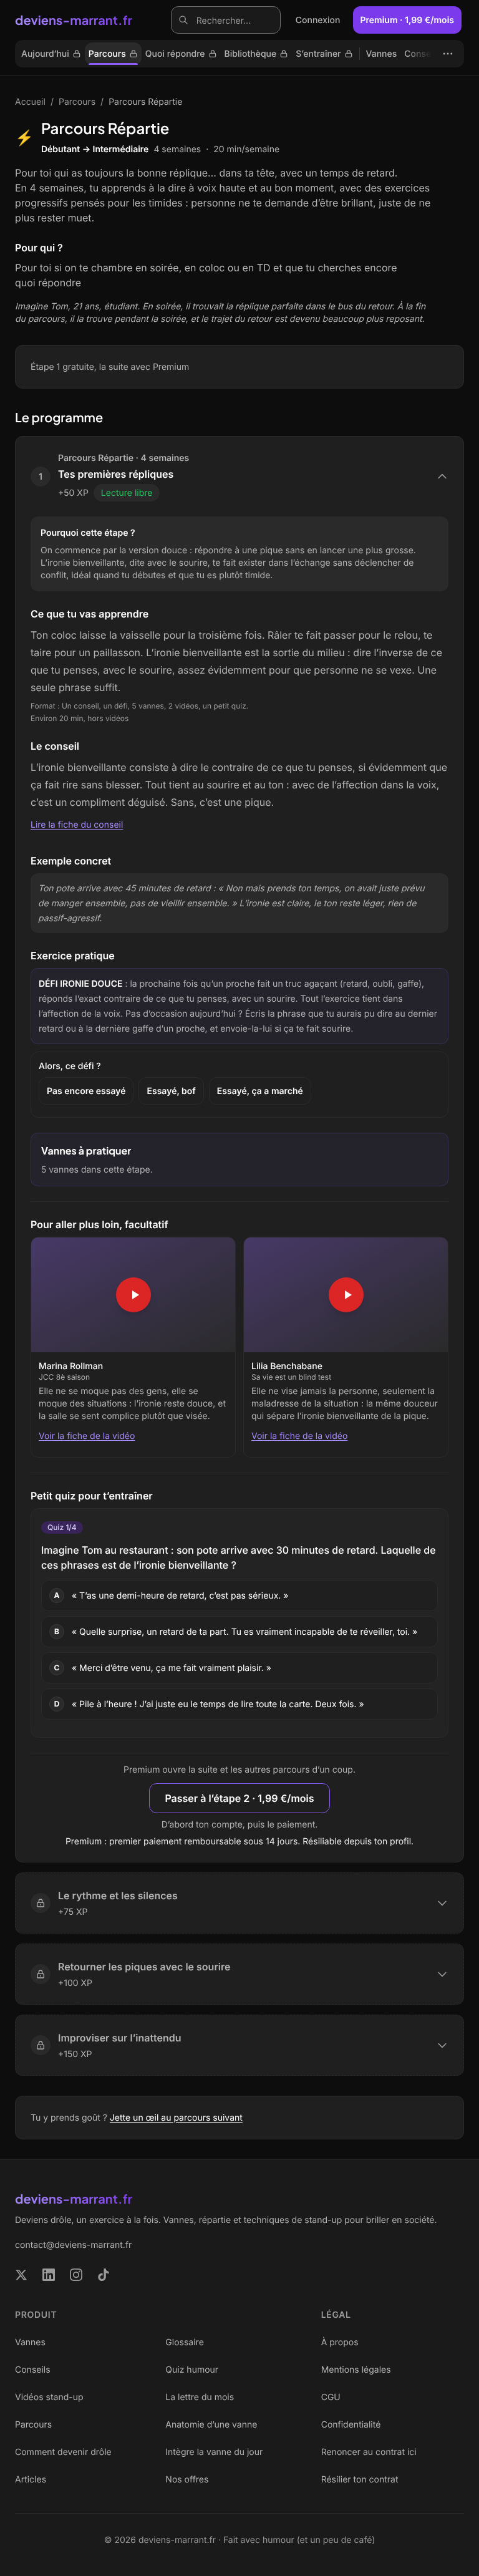 deviens-marrant.fr
Rechercher...
Connexion
Premium · 1,99 €/mois
Aujourd’hui
Parcours
Quoi répondre
Bibliothèque
S’entraîner
Vannes
Accueil / Parcours / Parcours Répartie
⚡ Parcours Répartie
Débutant → Intermédiaire 4 semaines · 20 min/semaine
Pour toi qui as toujours la bonne réplique... dans ta tête, avec un temps de retard.
En 4 semaines, tu apprends à la dire à voix haute et au bon moment, avec des exercices
progressifs pensés pour les timides : personne ne te demande d’être brillant, juste de ne
plus rester muet.
Pour qui ?
Pour toi si on te chambre en soirée, en coloc ou en TD et que tu cherches encore
quoi répondre
Imagine Tom, 21 ans, étudiant. En soirée, il trouvait la réplique parfaite dans le bus du retour. À la fin
du parcours, il la trouve pendant la soirée, et le trajet du retour est devenu beaucoup plus reposant.
Étape 1 gratuite, la suite avec Premium
Le programme
Parcours Répartie · 4 semaines
1
Tes premières répliques
+50 XP
Lecture libre
Pourquoi cette étape ?
On commence par la version douce : répondre à une pique sans en lancer une plus grosse.
L’ironie bienveillante, dite avec le sourire, te fait exister dans l’échange sans déclencher de
conflit, idéal quand tu débutes et que tu es plutôt timide.
Ce que tu vas apprendre
Ton coloc laisse la vaisselle pour la troisième fois. Râler te fait passer pour le relou, te
taire pour un paillasson. L’ironie bienveillante est la sortie du milieu : dire l’inverse de ce
que tu penses, avec le sourire, assez évidemment pour que personne ne se vexe. Une
seule phrase suffit.
Format : Un conseil, un défi, 5 vannes, 2 vidéos, un petit quiz.
Environ 20 min, hors vidéos
Le conseil
L’ironie bienveillante consiste à dire le contraire de ce que tu penses, si évidemment que
ça fait rire sans blesser. Tout tient au sourire et au ton : avec de l’affection dans la voix,
c’est un compliment déguisé. Sans, c’est une pique.
Lire la fiche du conseil
Exemple concret
Ton pote arrive avec 45 minutes de retard : « Non mais prends ton temps, on avait juste prévu
de manger ensemble, pas de vieillir ensemble. » L’ironie est claire, le ton reste léger, rien de
passif-agressif.
Exercice pratique
DÉFI IRONIE DOUCE : la prochaine fois qu’un proche fait un truc agaçant (retard, oubli, gaffe),
réponds l’exact contraire de ce que tu penses, avec un sourire. Tout l’exercice tient dans
l’affection de la voix. Pas d’occasion aujourd’hui ? Écris la phrase que tu aurais pu dire au dernier
retard ou à la dernière gaffe d’un proche, et envoie-la-lui si ça te fait sourire.
Alors, ce défi ?
Pas encore essayé
Essayé, bof
Essayé, ça a marché
Vannes à pratiquer
5 vannes dans cette étape.
Pour aller plus loin, facultatif
Marina Rollman
JCC 8è saison
Elle ne se moque pas des gens, elle se
moque des situations : l’ironie reste douce, et
la salle se sent complice plutôt que visée.
Voir la fiche de la vidéo
Lilia Benchabane
Sa vie est un blind test
Elle ne vise jamais la personne, seulement la
maladresse de la situation : la même douceur
qui sépare l’ironie bienveillante de la pique.
Voir la fiche de la vidéo
Petit quiz pour t’entraîner
Quiz 1/4
Imagine Tom au restaurant : son pote arrive avec 30 minutes de retard. Laquelle de
ces phrases est de l’ironie bienveillante ?
A « T’as une demi-heure de retard, c’est pas sérieux. »
B « Quelle surprise, un retard de ta part. Tu es vraiment incapable de te réveiller, toi. »
C « Merci d’être venu, ça me fait vraiment plaisir. »
D « Pile à l’heure ! J’ai juste eu le temps de lire toute la carte. Deux fois. »
Premium ouvre la suite et les autres parcours d’un coup.
Passer à l’étape 2 · 1,99 €/mois
D’abord ton compte, puis le paiement.
Premium : premier paiement remboursable sous 14 jours. Résiliable depuis ton profil.
Le rythme et les silences
+75 XP
Retourner les piques avec le sourire
+100 XP
Improviser sur l’inattendu
+150 XP
Tu y prends goût ? Jette un œil au parcours suivant
deviens-marrant.fr
Deviens drôle, un exercice à la fois. Vannes, répartie et techniques de stand-up pour briller en société.
contact@deviens-marrant.fr
PRODUIT
Vannes
Conseils
Vidéos stand-up
Parcours
Comment devenir drôle
Articles
Glossaire
Quiz humour
La lettre du mois
Anatomie d’une vanne
Intègre la vanne du jour
Nos offres
LÉGAL
À propos
Mentions légales
CGU
Confidentialité
Renoncer au contrat ici
Résilier ton contrat
© 2026 deviens-marrant.fr · Fait avec humour (et un peu de café)